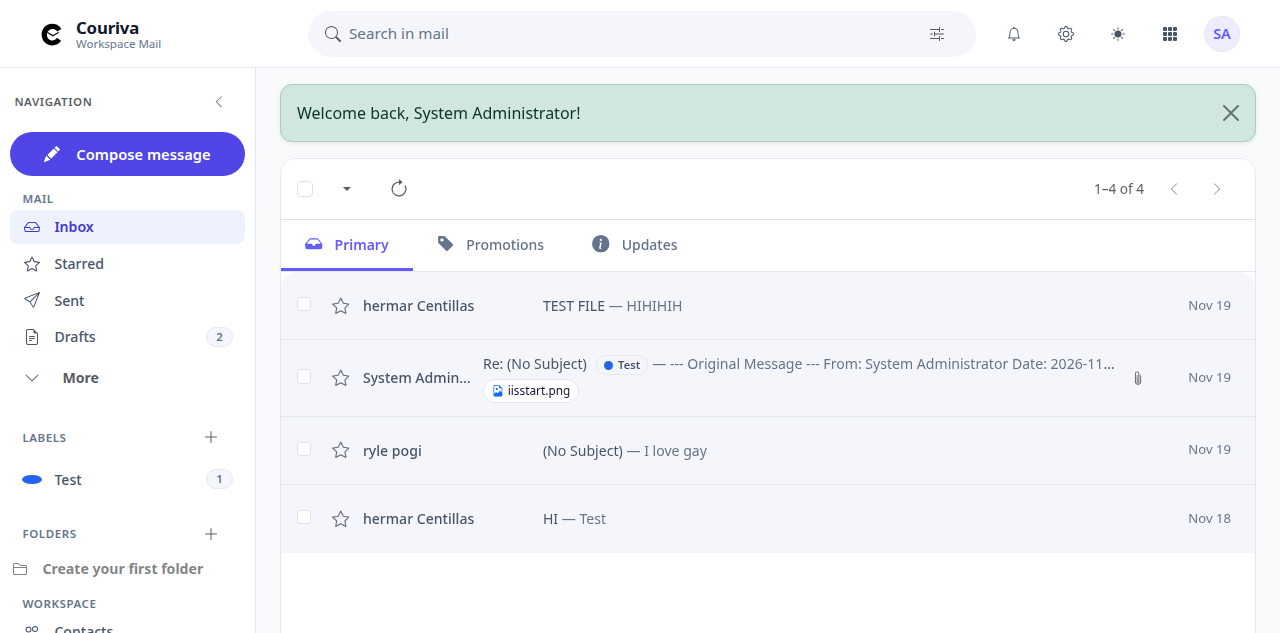 Couriva
Workspace Mail
Search in mail
SA
NAVIGATION
Compose message
MAIL
Inbox
Starred
Sent
Drafts 2
More
LABELS
Test 1
FOLDERS
Create your first folder
WORKSPACE
Contacts
Welcome back, System Administrator!
1–4 of 4
Primary Promotions Updates
hermar Centillas TEST FILE — HIHIHIH Nov 19
System Admin... Re: (No Subject) Test — --- Original Message --- From: System Administrator Date: 2026-11... Nov 19
iisstart.png
ryle pogi (No Subject) — I love gay Nov 19
hermar Centillas HI — Test Nov 18